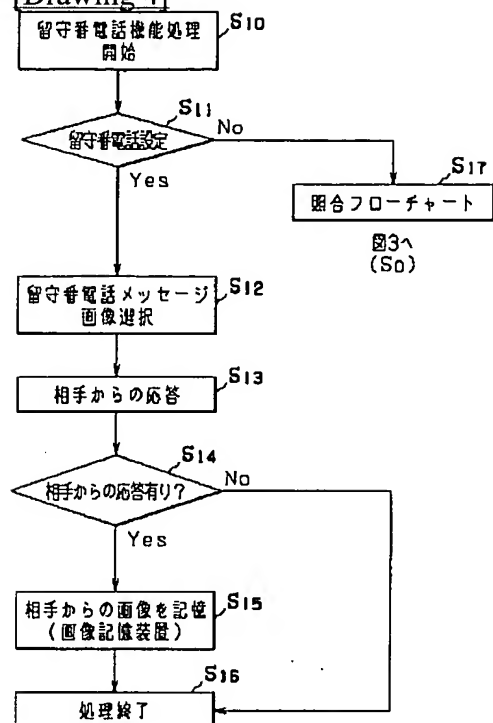 [Drawing 4]
留守番電話機能処理
開始
S10
留守番電話設定
S11
No
Yes
照合フローチャート
S17
図3へ
(S0)
留守番電話メッセージ
画像選択
S12
相手からの応答
S13
相手からの応答有り?
S14
No
Yes
相手からの画像を記憶
(画像記憶装置)
S15
処理終了
S16